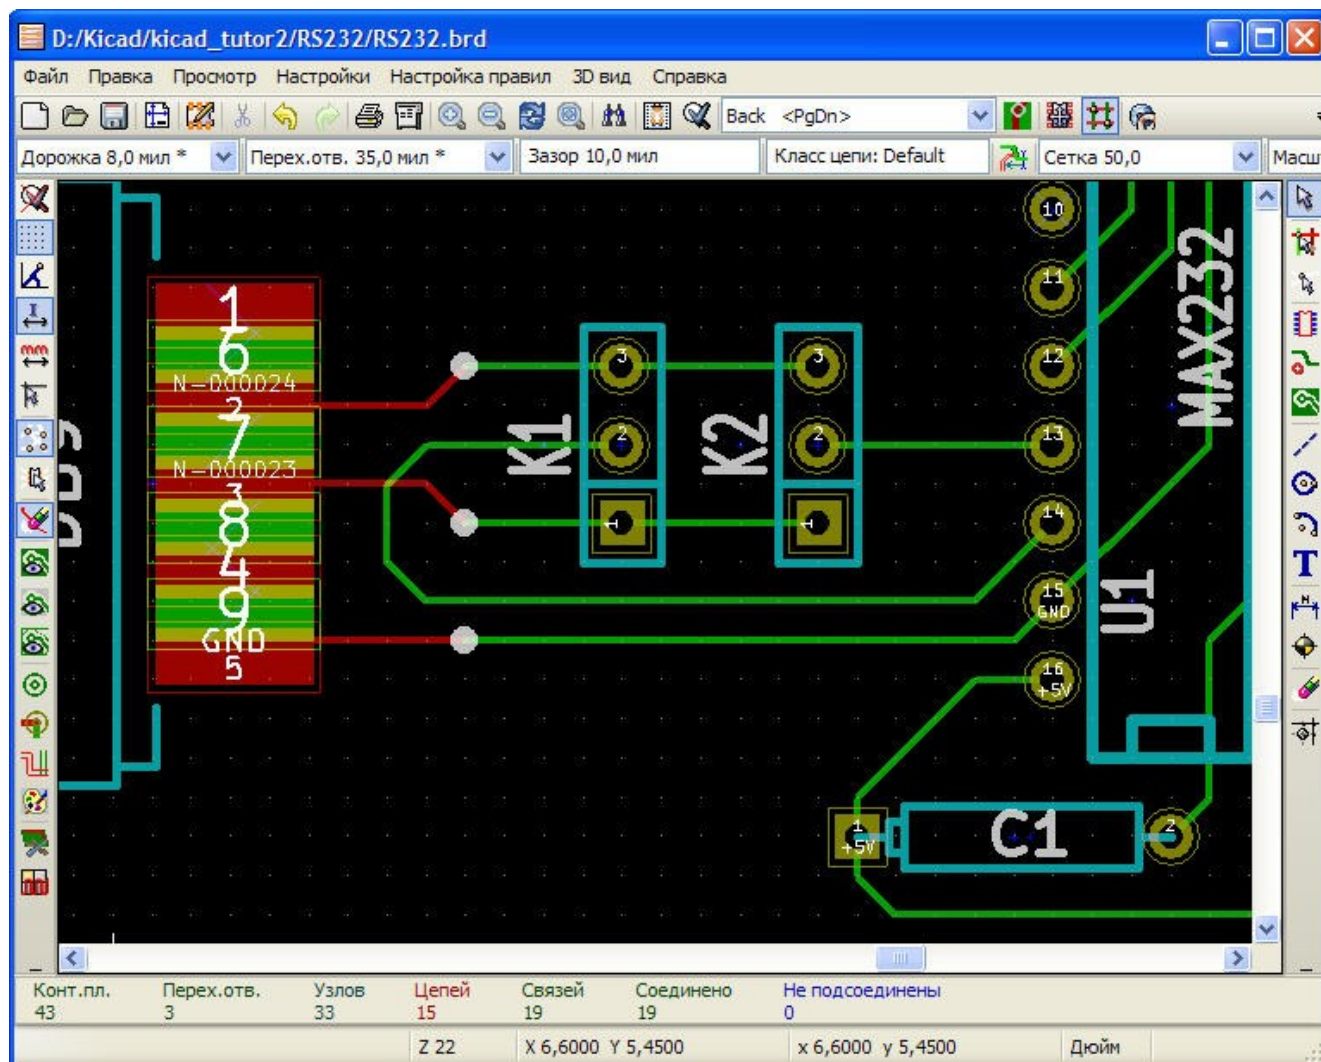 D:/Kicad/kicad_tutor2/RS232/RS232.brd
Файл Правка Просмотр Настройки Настройка правил 3D вид Справка
Back <PgDn>
Дорожка 8,0 мил * Перех.отв. 35,0 мил * Зазор 10,0 мил Класс цепи: Default Сетка 50,0
10
MAX232
11
1
6
3 3
12
N-000024
2
7
K1 2 K2 2 13
N-000023
3
8
1 1 14
4
9
15
GND
U1
GND
5
16
+5V
1
+5V
C1
2
Конт.пл. Перех.отв. Узлов Цепей Связей Соединено Не подсоединены
43 3 33 15 19 19 0
Z 22 X 6,6000 Y 5,4500 x 6,6000 y 5,4500 Дюйм